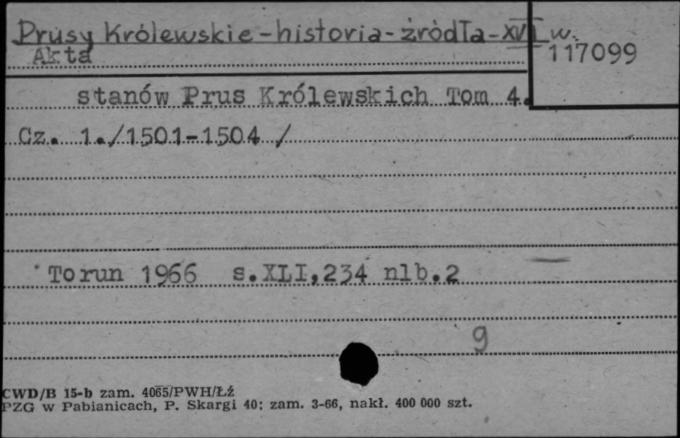 Prusy Królewskie - historia - źródła - XVI w.
Akta
117099
stanów Prus Królewskich Tom 4.
Cz. 1./1501-1504 /
Torun 1966 s.XLI,234 nlb.2
9
CWD/B 15-b zam. 4065/PWH/Łź
PZG w Pabianicach, P. Skargi 40; zam. 3-66, nakł. 400 000 szt.